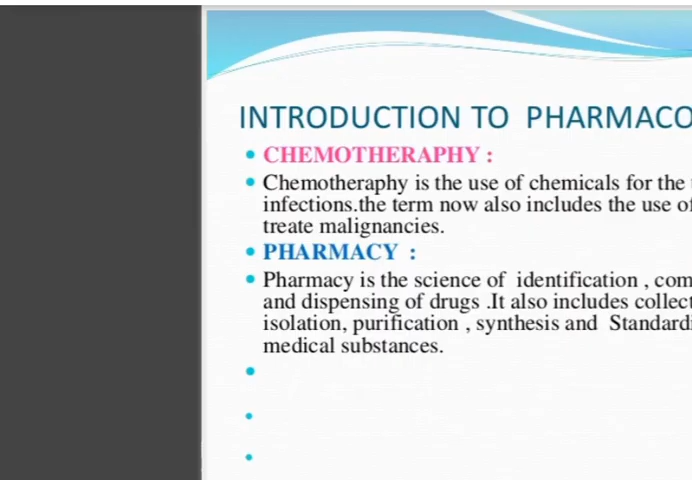 INTRODUCTION TO PHARMACO
CHEMOTHERAPHY :
Chemotheraphy is the use of chemicals for the
infections.the term now also includes the use of
treate malignancies.
PHARMACY :
Pharmacy is the science of identification , com
and dispensing of drugs .It also includes collect
isolation, purification , synthesis and Standardi
medical substances.